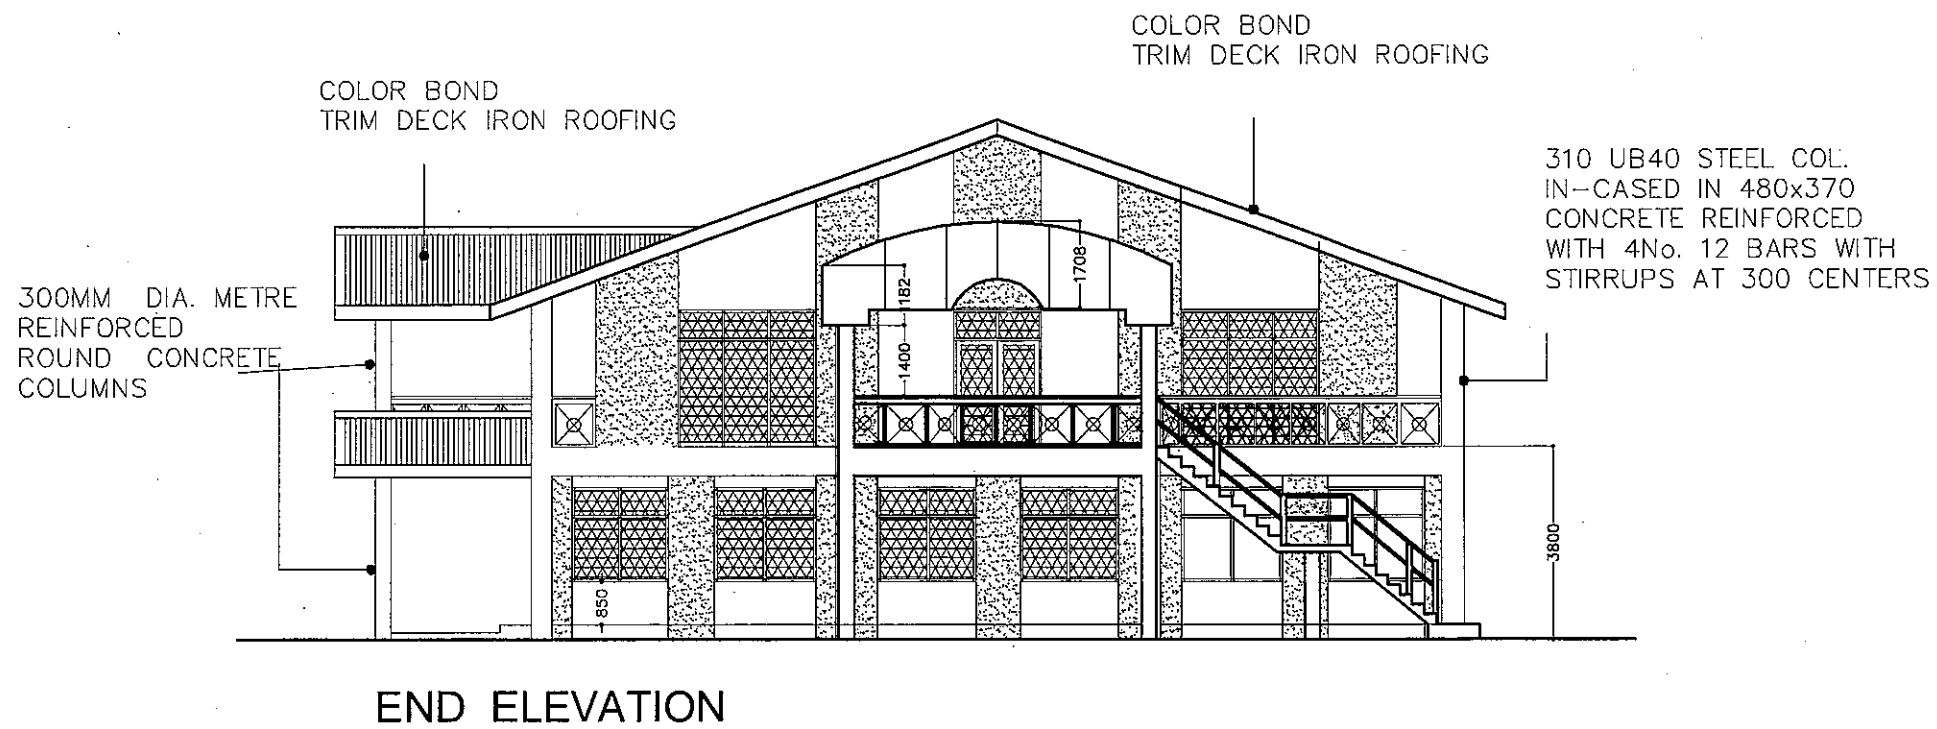 COLOR BOND
TRIM DECK IRON ROOFING
COLOR BOND
TRIM DECK IRON ROOFING
310 UB40 STEEL COL.
IN-CASED IN 480x370
CONCRETE REINFORCED
WITH 4No. 12 BARS WITH
STIRRUPS AT 300 CENTERS
300MM DIA. METRE
REINFORCED
ROUND CONCRETE
COLUMNS
1708
1182
1400
3800
850
END ELEVATION